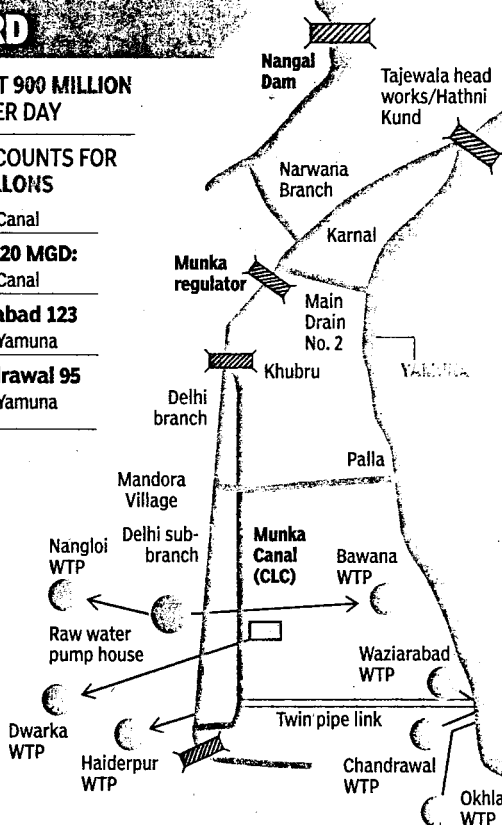 RD
T 900 MILLION
ER DAY
COUNTS FOR
LLONS
Canal
20 MGD:
Canal
abad 123
Yamuna
drawal 95
Yamuna
Nangal
Dam
Tajewala head
works/Hathni
Kund
Narwana
Branch
Karnal
Munka
regulator
Main
Drain
No. 2
YAMUNA
Khubru
Delhi
branch
Palla
Mandora
Village
Delhi sub-
branch
Munka
Canal
(CLC)
Nangloi
WTP
Bawana
WTP
Raw water
pump house
Waziarabad
WTP
Dwarka
WTP
Twin pipe link
Haiderpur
WTP
Chandrawal
WTP
Okhla
WTP